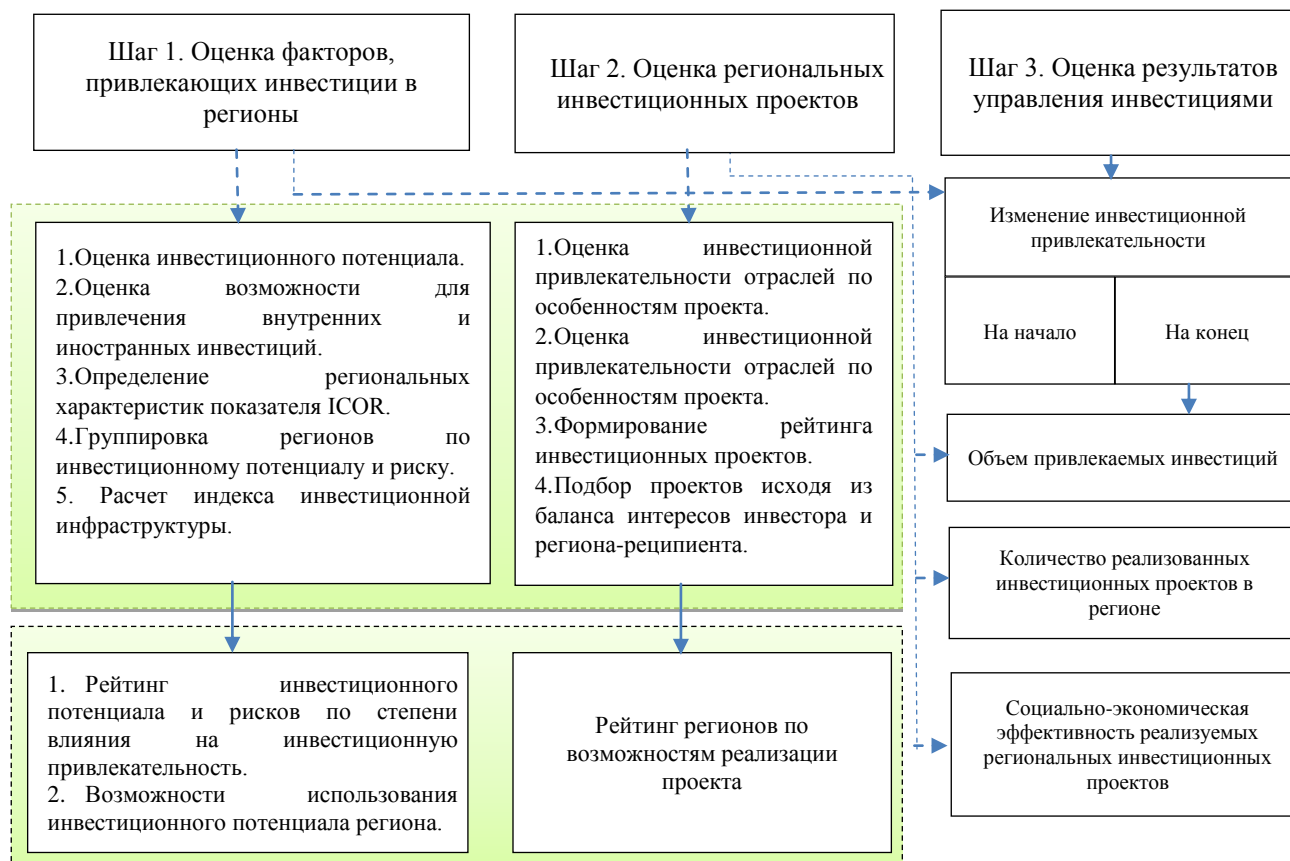 Шаг 1. Оценка факторов,
привлекающих инвестиции в
регионы
Шаг 2. Оценка региональных
инвестиционных проектов
Шаг 3. Оценка результатов
управления инвестициями
1.Оценка инвестиционного потенциала.
2.Оценка возможности для
привлечения внутренних и
иностранных инвестиций.
3.Определение региональных
характеристик показателя ICOR.
4.Группировка регионов по
инвестиционному потенциалу и риску.
5. Расчет индекса инвестиционной
инфраструктуры.
1.Оценка инвестиционной
привлекательности отраслей по
особенностям проекта.
2.Оценка инвестиционной
привлекательности отраслей по
особенностям проекта.
3.Формирование рейтинга
инвестиционных проектов.
4.Подбор проектов исходя из
баланса интересов инвестора и
региона-реципиента.
Изменение инвестиционной
привлекательности
На начало
На конец
Объем привлекаемых инвестиций
Количество реализованных
инвестиционных проектов в
регионе
Социально-экономическая
эффективность реализуемых
региональных инвестиционных
проектов
1. Рейтинг инвестиционного
потенциала и рисков по степени
влияния на инвестиционную
привлекательность.
2. Возможности использования
инвестиционного потенциала региона.
Рейтинг регионов по
возможностям реализации
проекта